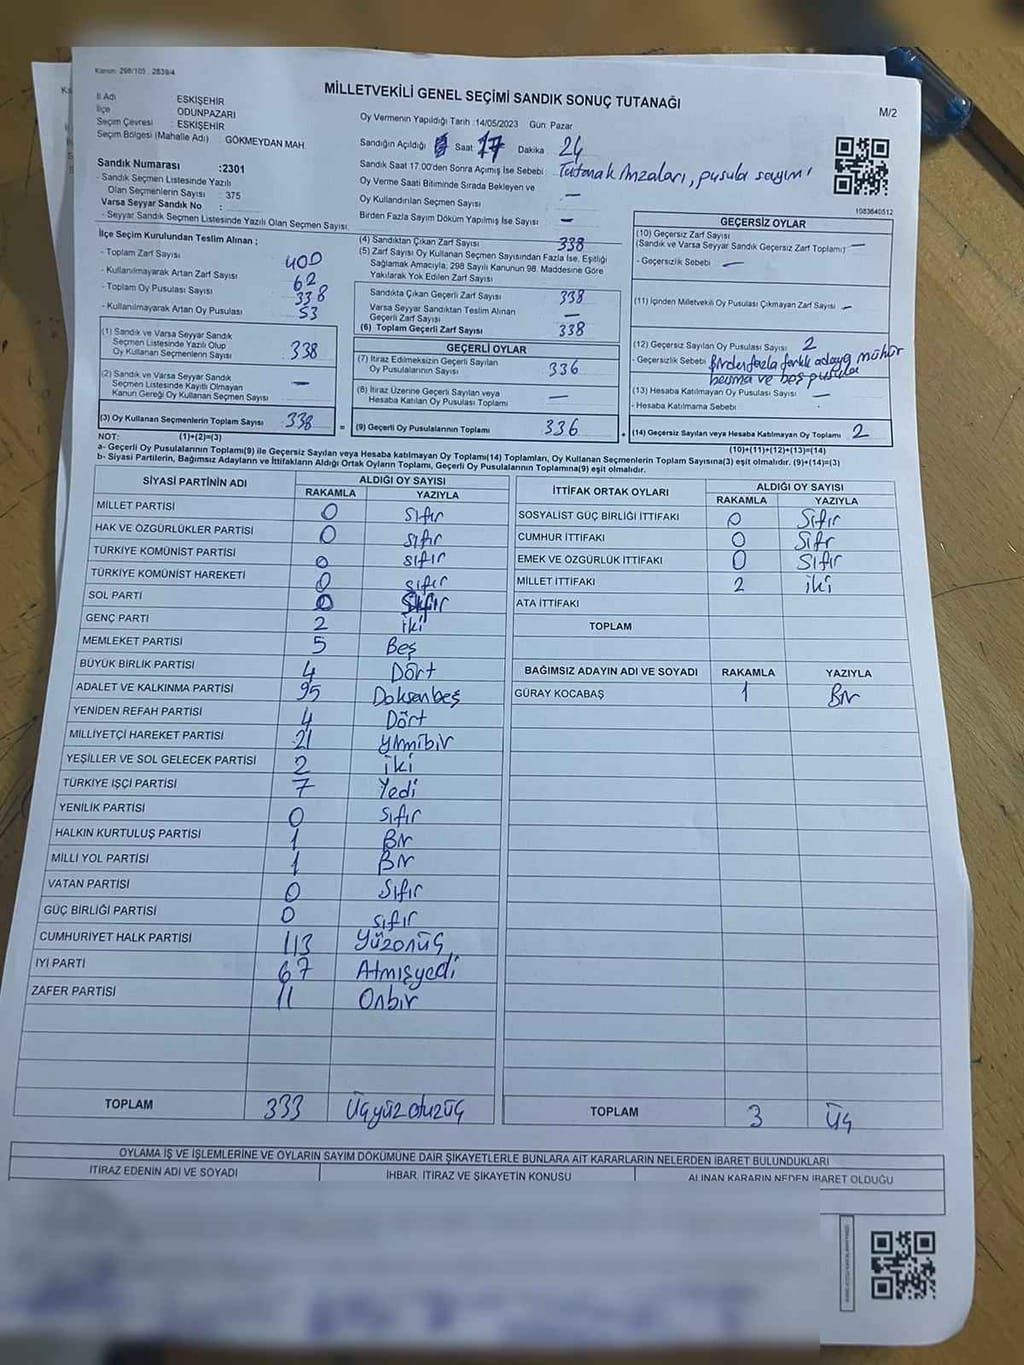 Kanun: 298/105 , 2839/4
MİLLETVEKİLİ GENEL SEÇİMİ SANDIK SONUÇ TUTANAĞI
M/2
İl Adı ESKİŞEHİR
İlçe ODUNPAZARI
Seçim Çevresi : ESKİŞEHİR
Seçim Bölgesi (Mahalle Adı) : GÖKMEYDAN MAH.
Sandık Numarası :2301
- Sandık Seçmen Listesinde Yazılı
Olan Seçmenlerin Sayısı : 375
Varsa Seyyar Sandık No :
- Seyyar Sandık Seçmen Listesinde Yazılı Olan Seçmen Sayısı
Oy Vermenin Yapıldığı Tarih :14/05/2023 Gün: Pazar
Sandığın Açıldığı Saat 17 Dakika 24
Sandık Saat 17.00'den Sonra Açımış İse Sebebi : Tutanak İmzaları, pusula sayımı
Oy Verme Saati Bitiminde Sırada Bekleyen ve
Oy Kullandırılan Seçmen Sayısı : —
Birden Fazla Sayım Döküm Yapılmış İse Sayısı : —
1083640512
İlçe Seçim Kurulundan Teslim Alınan ;
- Toplam Zarf Sayısı 400
- Kullanılmayarak Artan Zarf Sayısı 62
- Toplam Oy Pusulası Sayısı 338
- Kullanılmayarak Artan Oy Pusulası 53
(1) Sandık ve Varsa Seyyar Sandık
Seçmen Listesinde Yazılı Olup
Oy Kullanan Seçmenlerin Sayısı 338
(2) Sandık ve Varsa Seyyar Sandık
Seçmen Listesinde Kayıtlı Olmayan
Kanun Gereği Oy Kullanan Seçmen Sayısı —
(3) Oy Kullanan Seçmenlerin Toplam Sayısı 338
(4) Sandıktan Çıkan Zarf Sayısı 338
(5) Zarf Sayısı Oy Kullanan Seçmen Sayısından Fazla İse, Eşitliği
Sağlamak Amacıyla, 298 Sayılı Kanunun 98. Maddesine Göre
Yakılarak Yok Edilen Zarf Sayısı
Sandıkta Çıkan Geçerli Zarf Sayısı 338
Varsa Seyyar Sandıktan Teslim Alınan
Geçerli Zarf Sayısı —
(6) Toplam Geçerli Zarf Sayısı 338
GEÇERLİ OYLAR
(7) İtiraz Edilmeksizin Geçerli Sayılan
Oy Pusulalarının Sayısı 336
(8) İtiraz Üzerine Geçerli Sayılan veya
Hesaba Katılan Oy Pusulası Toplamı —
= (9) Geçerli Oy Pusulalarının Toplamı 336 +
GEÇERSİZ OYLAR
(10) Geçersiz Zarf Sayısı
(Sandık ve Varsa Seyyar Sandık Geçersiz Zarf Toplamı) —
- Geçersizlik Sebebi : —
(11) İçinden Milletvekili Oy Pusulası Çıkmayan Zarf Sayısı : —
(12) Geçersiz Sayılan Oy Pusulası Sayısı 2
- Geçersizlik Sebebi : Birden fazla farklı adaya mühür
basma ve boş pusula
(13) Hesaba Katılmayan Oy Pusulası Sayısı : —
- Hesaba Katılmama Sebebi :
(14) Geçersiz Sayılan veya Hesaba Katılmayan Oy Toplamı 2
NOT: (1)+(2)=(3)
(10)+(11)+(12)+(13)=(14)
a- Geçerli Oy Pusulalarının Toplamı(9) ile Geçersiz Sayılan veya Hesaba katılmayan Oy Toplamı(14) Toplamları, Oy Kullanan Seçmenlerin Toplam Sayısına(3) eşit olmalıdır. (9)+(14)=(3)
b- Siyasi Partilerin, Bağımsız Adayların ve İttifakların Aldığı Ortak Oyların Toplamı, Geçerli Oy Pusulalarının Toplamına(9) eşit olmalıdır.
SİYASİ PARTİNİN ADI
ALDIĞI OY SAYISI
RAKAMLA YAZIYLA
MİLLET PARTİSİ 0 sıfır
HAK VE ÖZGÜRLÜKLER PARTİSİ 0 sıfır
TÜRKİYE KOMÜNİST PARTİSİ 0 sıfır
TÜRKİYE KOMÜNİST HAREKETİ 0 sıfır
SOL PARTİ 0 Sıfır
GENÇ PARTİ 2 iki
MEMLEKET PARTİSİ 5 Beş
BÜYÜK BİRLİK PARTİSİ 4 Dört
ADALET VE KALKINMA PARTİSİ 95 Doksanbeş
YENİDEN REFAH PARTİSİ 4 Dört
MİLLİYETÇİ HAREKET PARTİSİ 21 yirmibir
YEŞİLLER VE SOL GELECEK PARTİSİ 2 iki
TÜRKİYE İŞÇİ PARTİSİ 7 Yedi
YENİLİK PARTİSİ 0 sıfır
HALKIN KURTULUŞ PARTİSİ 1 Bir
MİLLİ YOL PARTİSİ 1 Bir
VATAN PARTİSİ 0 Sıfır
GÜÇ BİRLİĞİ PARTİSİ 0 sıfır
CUMHURİYET HALK PARTİSİ 113 Yüzonüç
İYİ PARTİ 67 Atmışyedi
ZAFER PARTİSİ 11 Onbir
TOPLAM 333 Üçyüzotuzüç
İTTİFAK ORTAK OYLARI
ALDIĞI OY SAYISI
RAKAMLA YAZIYLA
SOSYALİST GÜÇ BİRLİĞİ İTTİFAKI 0 Sıfır
CUMHUR İTTİFAKI 0 Sıfr
EMEK VE ÖZGÜRLÜK İTTİFAKI 0 Sıfır
MİLLET İTTİFAKI 2 iki
ATA İTTİFAKI
TOPLAM
BAĞIMSIZ ADAYIN ADI VE SOYADI RAKAMLA YAZIYLA
GÜRAY KOCABAŞ 1 Bir
TOPLAM 3 Üç
OYLAMA İŞ VE İŞLEMLERİNE VE OYLARIN SAYIM DÖKÜMÜNE DAİR ŞİKAYETLERLE BUNLARA AİT KARARLARIN NELERDEN İBARET BULUNDUKLARI
İTİRAZ EDENİN ADI VE SOYADI İHBAR, İTİRAZ VE ŞİKAYETİN KONUSU ALINAN KARARIN NEDEN İBARET OLDUĞU